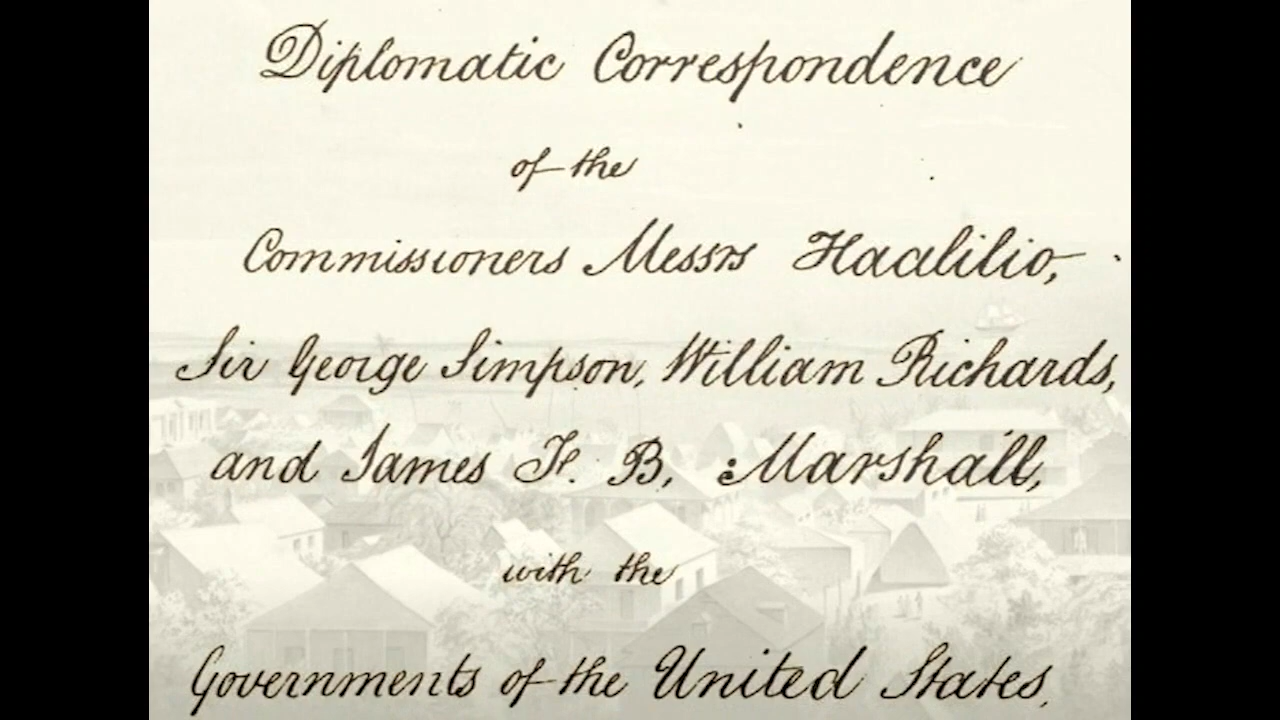 Diplomatic Correspondence
of the
Commissioners Messrs Haalilio,
Sir George Simpson, William Richards,
and James F. B. Marshall,
with the
Governments of the United States,